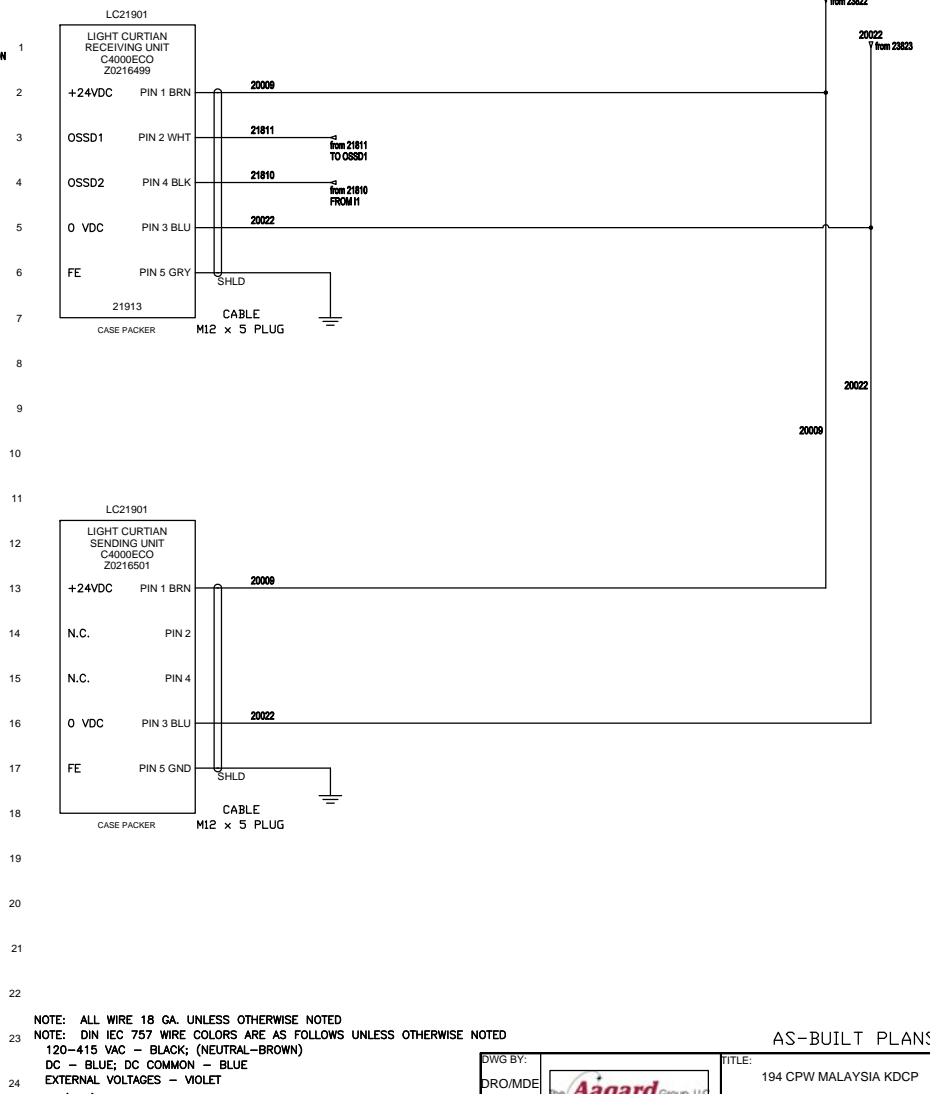 from 23822
LC21901
LIGHT CURTIAN
RECEIVING UNIT
C4000ECO
Z0216499
20022
from 23823
1
2
+24VDC
PIN 1 BRN
20009
3
OSSD1
PIN 2 WHT
21811
from 21811
TO OSSD1
4
OSSD2
PIN 4 BLK
21810
from 21810
FROM I1
5
0 VDC
PIN 3 BLU
20022
6
FE
PIN 5 GRY
SHLD
21913
7
CASE PACKER
CABLE
M12 x 5 PLUG
8
20022
9
20009
10
11
LC21901
12
LIGHT CURTIAN
SENDING UNIT
C4000ECO
Z0216501
13
+24VDC
PIN 1 BRN
20009
14
N.C.
PIN 2
15
N.C.
PIN 4
16
0 VDC
PIN 3 BLU
20022
17
FE
PIN 5 GND
SHLD
18
CASE PACKER
CABLE
M12 x 5 PLUG
19
20
21
22
NOTE: ALL WIRE 18 GA. UNLESS OTHERWISE NOTED
23
NOTE: DIN IEC 757 WIRE COLORS ARE AS FOLLOWS UNLESS OTHERWISE NOTED
120-415 VAC - BLACK; (NEUTRAL-BROWN)
DC - BLUE; DC COMMON - BLUE
24
EXTERNAL VOLTAGES - VIOLET
AS-BUILT PLANS
DWG BY:
DRO/MDE
The Aagard Group, LLC
TITLE:
194 CPW MALAYSIA KDCP